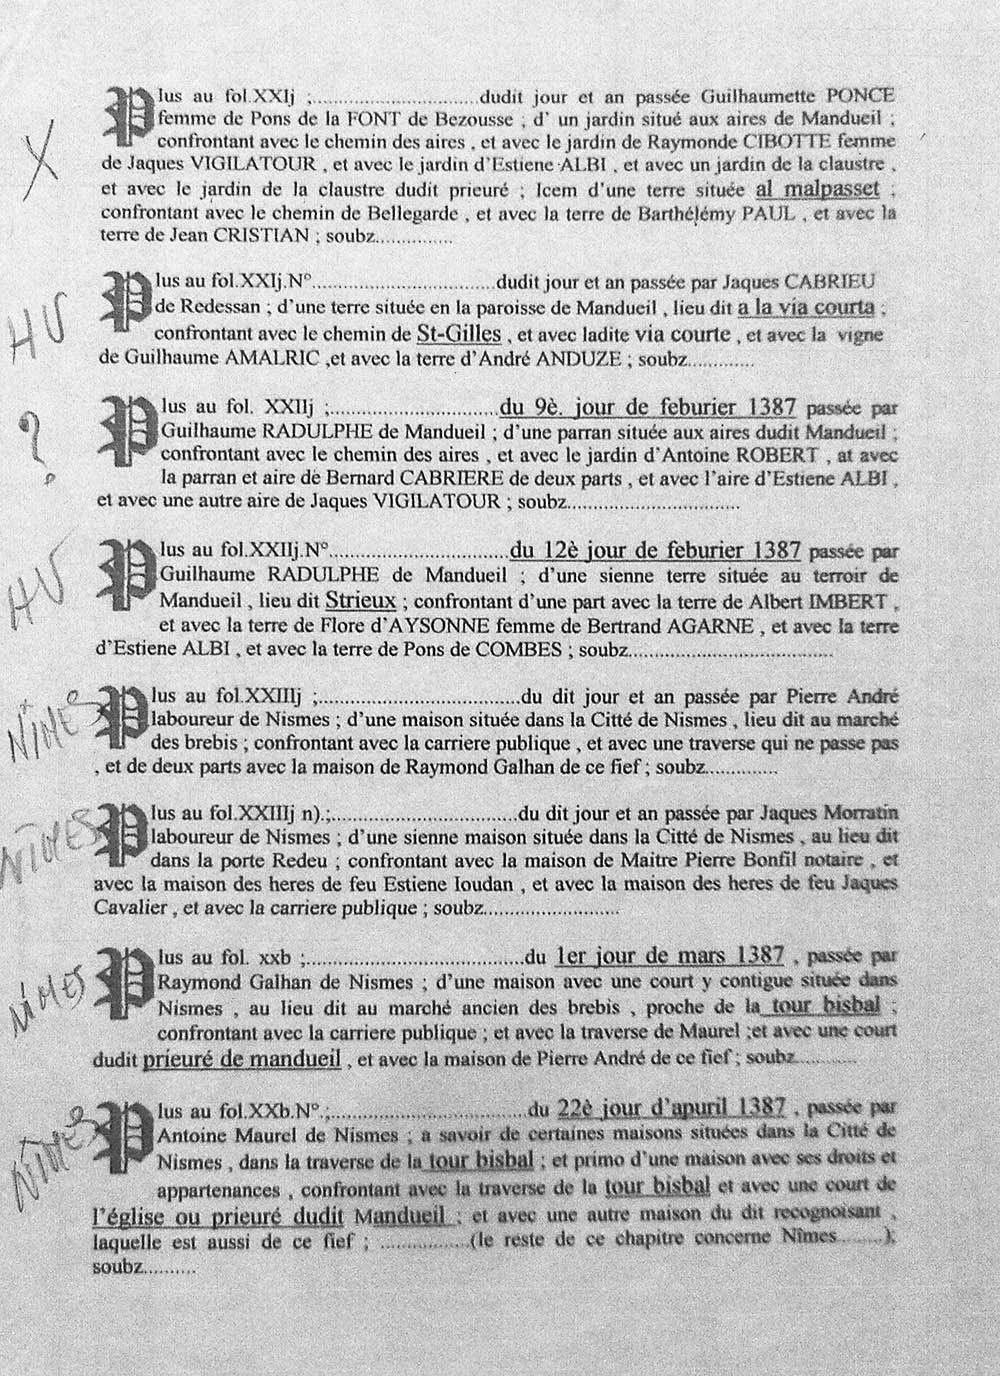 X
Plus au fol.XXIj ;..............................dudit jour et an passée Guilhaumette PONCE
femme de Pons de la FONT de Bezousse ; d' un jardin situé aux aires de Mandueil ;
confrontant avec le chemin des aires , et avec le jardin de Raymonde CIBOTTE femme
de Jaques VIGILATOUR , et avec le jardin d'Estiene ALBI , et avec un jardin de la claustre ,
et avec le jardin de la claustre dudit prieuré ; Icem d'une terre située al malpasset ;
confrontant avec le chemin de Bellegarde , et avec la terre de Barthélémy PAUL , et avec la
terre de Jean CRISTIAN ; soubz..............
HV
Plus au fol.XXIj.N°.................................dudit jour et an passée par Jaques CABRIEU
de Redessan ; d'une terre située en la paroisse de Mandueil , lieu dit a la via courta ;
confrontant avec le chemin de St-Gilles , et avec ladite via courte , et avec la vigne
de Guilhaume AMALRIC ,et avec la terre d'André ANDUZE ; soubz............
?
Plus au fol. XXIIj ;..............................du 9è. jour de feburier 1387 passée par
Guilhaume RADULPHE de Mandueil ; d'une parran située aux aires dudit Mandueil ;
confrontant avec le chemin des aires , et avec le jardin d'Antoine ROBERT , at avec
la parran et aire de Bernard CABRIERE de deux parts , et avec l'aire d'Estiene ALBI ,
et avec une autre aire de Jaques VIGILATOUR ; soubz...............................
HV
Plus au fol.XXIIj.N°................................du 12è jour de feburier 1387 passée par
Guilhaume RADULPHE de Mandueil ; d'une sienne terre située au terroir de
Mandueil , lieu dit Strieux ; confrontant d'une part avec la terre de Albert IMBERT ,
et avec la terre de Flore d'AYSONNE femme de Bertrand AGARNE , et avec la terre
d'Estiene ALBI , et avec la terre de Pons de COMBES ; soubz.....................................
NÎMES
Plus au fol.XXIIIj ;....................................du dit jour et an passée par Pierre André
laboureur de Nismes ; d'une maison située dans la Citté de Nismes , lieu dit au marché
des brebis ; confrontant avec la carriere publique , et avec une traverse qui ne passe pas
, et de deux parts avec la maison de Raymond Galhan de ce fief ; soubz.............
NÎMES
Plus au fol.XXIIIj n).;.................................du dit jour et an passée par Jaques Morratin
laboureur de Nismes ; d'une sienne maison située dans la Citté de Nismes , au lieu dit
dans la porte Redeu ; confrontant avec la maison de Maitre Pierre Bonfil notaire , et
avec la maison des heres de feu Estiene Ioudan , et avec la maison des heres de feu Jaques
Cavalier , et avec la carriere publique ; soubz.........................
NÎMES
Plus au fol. xxb ;.......................................du 1er jour de mars 1387 , passée par
Raymond Galhan de Nismes ; d'une maison avec une court y contigue située dans
Nismes , au lieu dit au marché ancien des brebis , proche de la tour bisbal ;
confrontant avec la carriere publique ; et avec la traverse de Maurel ;et avec une court
dudit prieuré de mandueil , et avec la maison de Pierre André de ce fief ; soubz...........
NÎMES
Plus au fol.XXb.N°.;...................................du 22è jour d'apuril 1387 , passée par
Antoine Maurel de Nismes ; a savoir de certaines maisons situées dans la Citté de
Nismes , dans la traverse de la tour bisbal ; et primo d'une maison avec ses droits et
appartenances , confrontant avec la traverse de la tour bisbal et avec une court de
l'église ou prieuré dudit Mandueil ; et avec une autre maison du dit recognoisant ,
laquelle est aussi de ce fief ; ................(le reste de ce chapitre concerne Nîmes........);
soubz..........